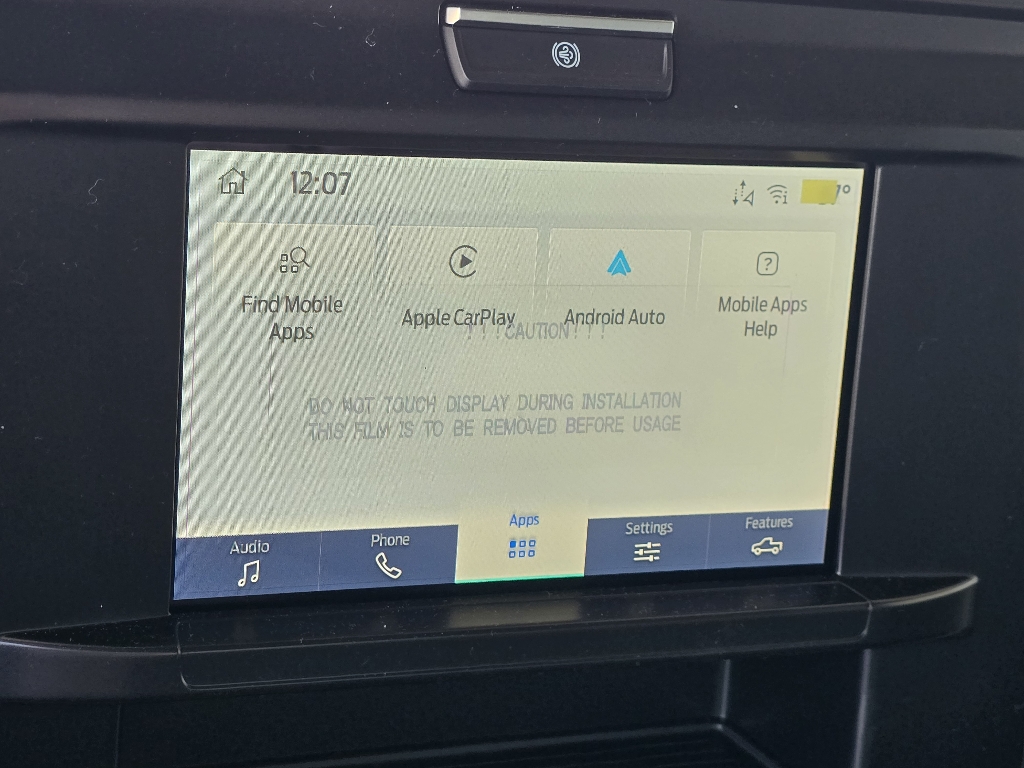 12:07
Find Mobile
Apps
Apple CarPlay
Android Auto
Mobile Apps
Help
!!!CAUTION!!!
DO NOT TOUCH DISPLAY DURING INSTALLATION
THIS FILM IS TO BE REMOVED BEFORE USAGE
Audio
Phone
Apps
Settings
Features